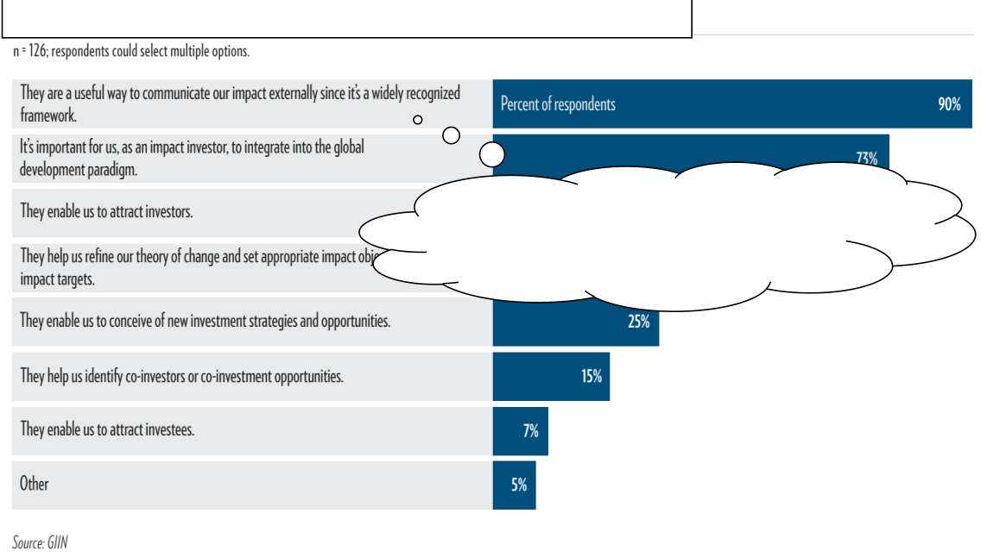 n = 126; respondents could select multiple options.
They are a useful way to communicate our impact externally since it's a widely recognized
framework.
Percent of respondents
90%
It's important for us, as an impact investor, to integrate into the global
development paradigm.
73%
They enable us to attract investors.
They help us refine our theory of change and set appropriate impact
impact targets.
They enable us to conceive of new investment strategies and opportunities.
25%
They help us identify co-investors or co-investment opportunities.
15%
They enable us to attract investees.
7%
Other
5%
Source: GIIN